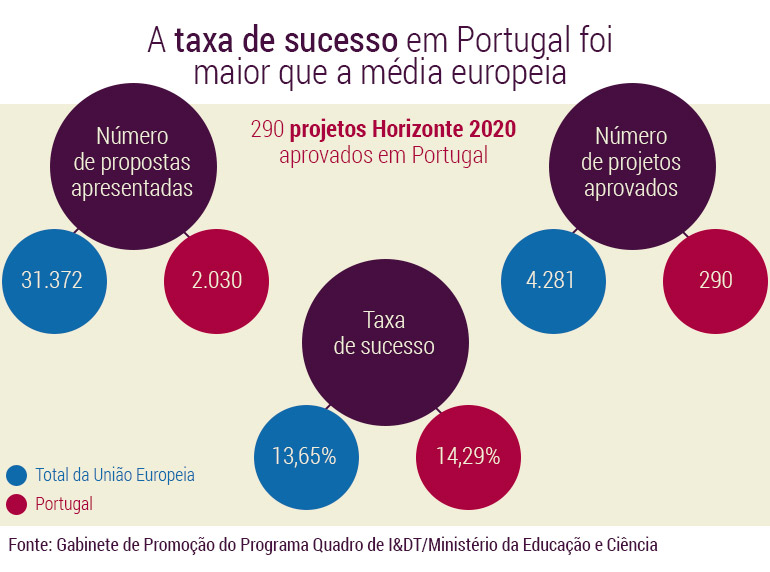 A taxa de sucesso em Portugal foi
maior que a média europeia
290 projetos Horizonte 2020
aprovados em Portugal
Número
de propostas
apresentadas
31.372
2.030
Número
de projetos
aprovados
4.281
290
Taxa
de sucesso
13,65%
14,29%
Total da União Europeia
Portugal
Fonte: Gabinete de Promoção do Programa Quadro de I&DT/Ministério da Educação e Ciência